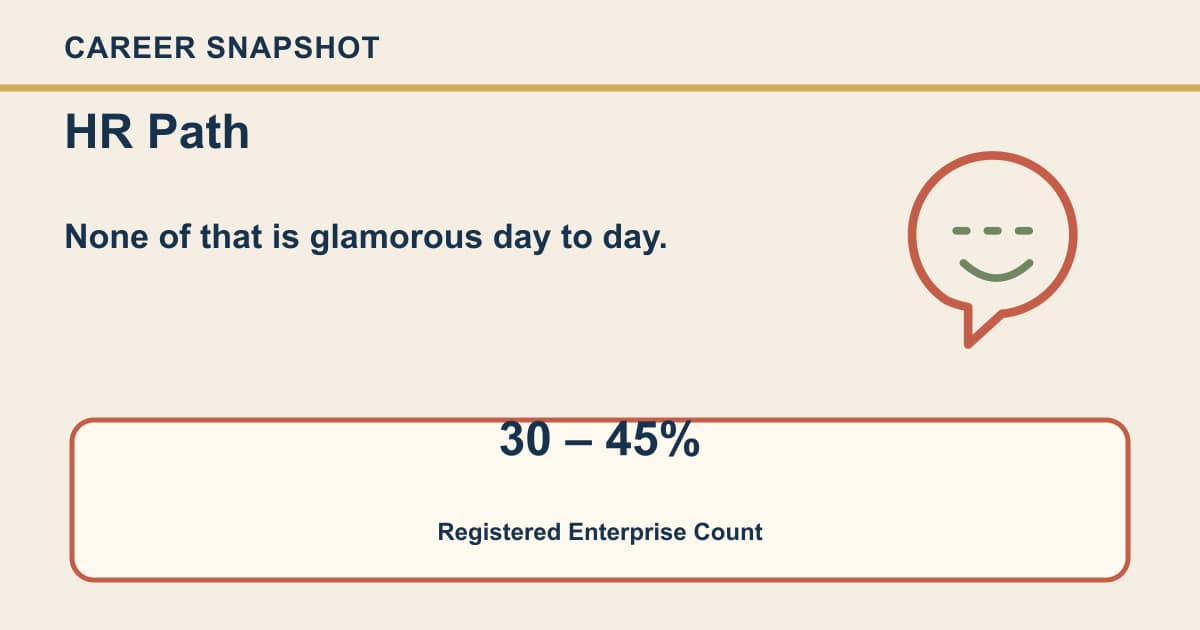 CAREER SNAPSHOT
HR Path
None of that is glamorous day to day.
30 – 45%
Registered Enterprise Count